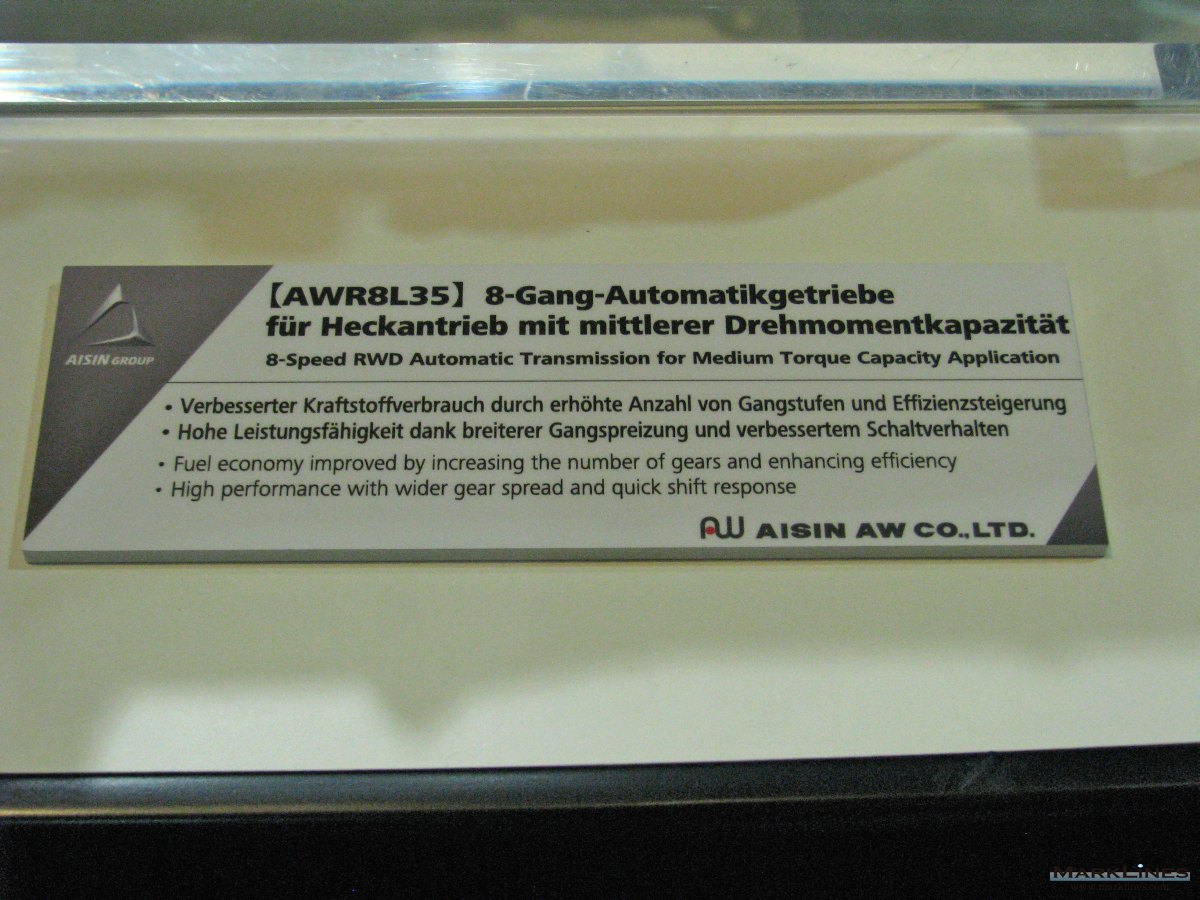 【AWR8L35】 8-Gang-Automatikgetriebe
für Heckantrieb mit mittlerer Drehmomentkapazität
8-Speed RWD Automatic Transmission for Medium Torque Capacity Application
AISIN GROUP
• Verbesserter Kraftstoffverbrauch durch erhöhte Anzahl von Gangstufen und Effizienzsteigerung
• Hohe Leistungsfähigkeit dank breiterer Gangspreizung und verbessertem Schaltverhalten
• Fuel economy improved by increasing the number of gears and enhancing efficiency
• High performance with wider gear spread and quick shift response
AW AISIN AW CO.,LTD.
MARKLINES
www.marklines.com